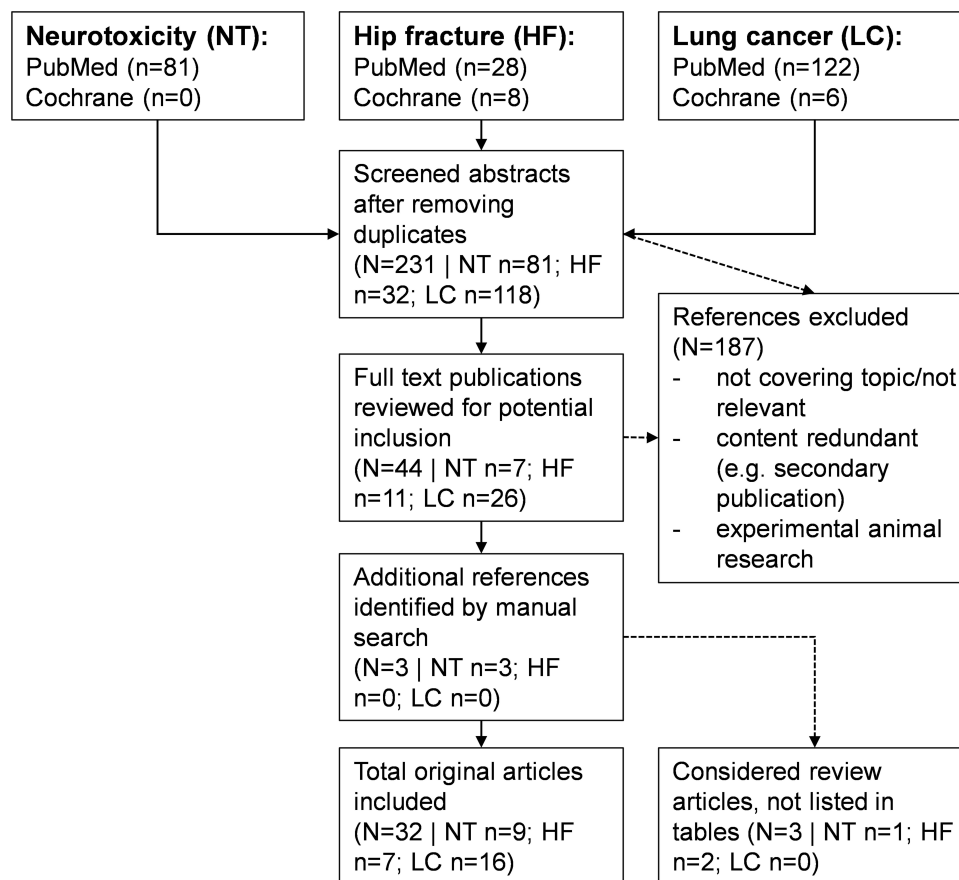 Neurotoxicity (NT):
PubMed (n=81)
Cochrane (n=0)
Hip fracture (HF):
PubMed (n=28)
Cochrane (n=8)
Lung cancer (LC):
PubMed (n=122)
Cochrane (n=6)
Screened abstracts
after removing
duplicates
(N=231 | NT n=81; HF
n=32; LC n=118)
References excluded
(N=187)
- not covering topic/not
relevant
- content redundant
(e.g. secondary
publication)
- experimental animal
research
Full text publications
reviewed for potential
inclusion
(N=44 | NT n=7; HF
n=11; LC n=26)
Additional references
identified by manual
search
(N=3 | NT n=3; HF
n=0; LC n=0)
Total original articles
included
(N=32 | NT n=9; HF
n=7; LC n=16)
Considered review
articles, not listed in
tables (N=3 | NT n=1; HF
n=2; LC n=0)